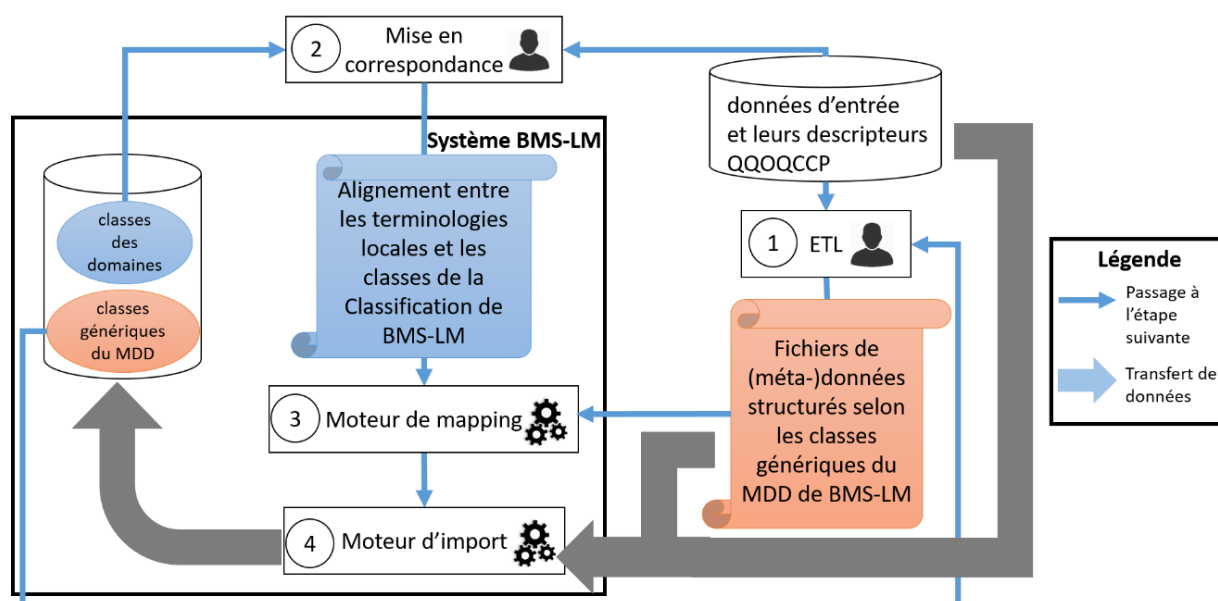 2
Mise en
correspondance
données d'entrée
et leurs descripteurs
QQOQCCP
Système BMS-LM
classes
des
domaines
classes
génériques
du MDD
Alignement entre
les terminologies
locales et les
classes de la
Classification de
BMS-LM
1
ETL
Fichiers de
(méta-)données
structurés selon
les classes
génériques du
MDD de BMS-LM
3
Moteur de mapping
4
Moteur d'import
Légende
Passage à
l'étape
suivante
Transfert de
données